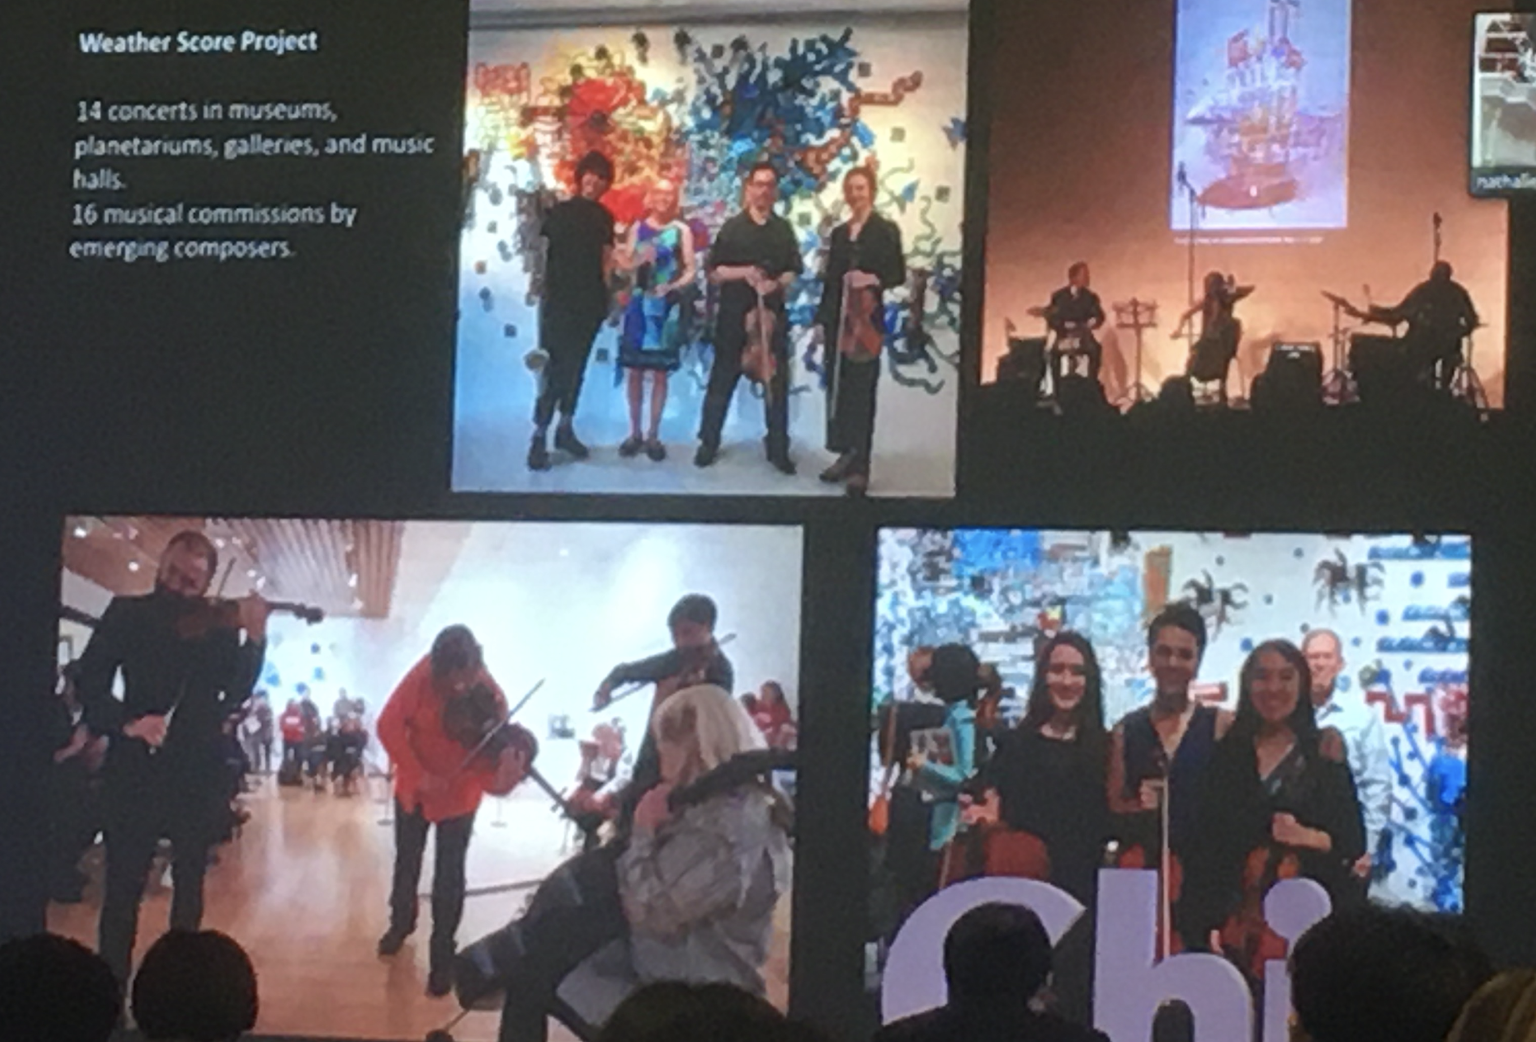 Weather Score Project
14 concerts in museums,
planetariums, galleries, and music
halls.
16 musical commissions by
emerging composers.
Chi